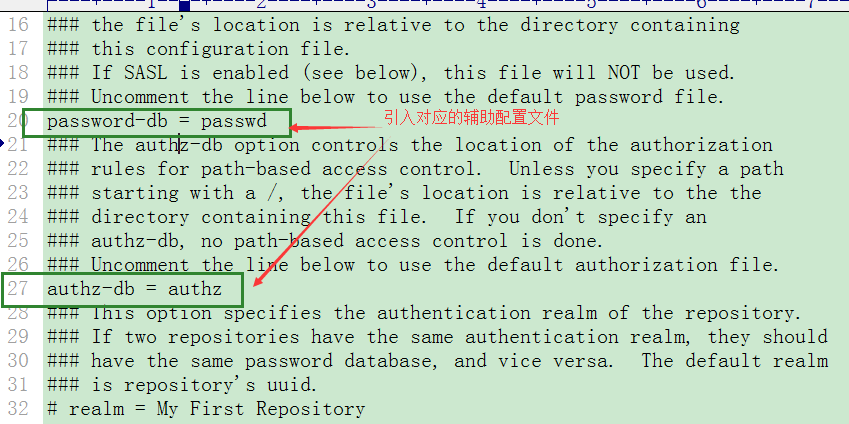 ----+----1----+----2----+----3----+----4----+----5----+----6----+----7---
16 ### the file's location is relative to the directory containing
17 ### this configuration file.
18 ### If SASL is enabled (see below), this file will NOT be used.
19 ### Uncomment the line below to use the default password file.
20 password-db = passwd 引入对应的辅助配置文件
21 ### The authz-db option controls the location of the authorization
22 ### rules for path-based access control.  Unless you specify a path
23 ### starting with a /, the file's location is relative to the the
24 ### directory containing this file.  If you don't specify an
25 ### authz-db, no path-based access control is done.
26 ### Uncomment the line below to use the default authorization file.
27 authz-db = authz
28 ### This option specifies the authentication realm of the repository.
29 ### If two repositories have the same authentication realm, they should
30 ### have the same password database, and vice versa.  The default realm
31 ### is repository's uuid.
32 # realm = My First Repository